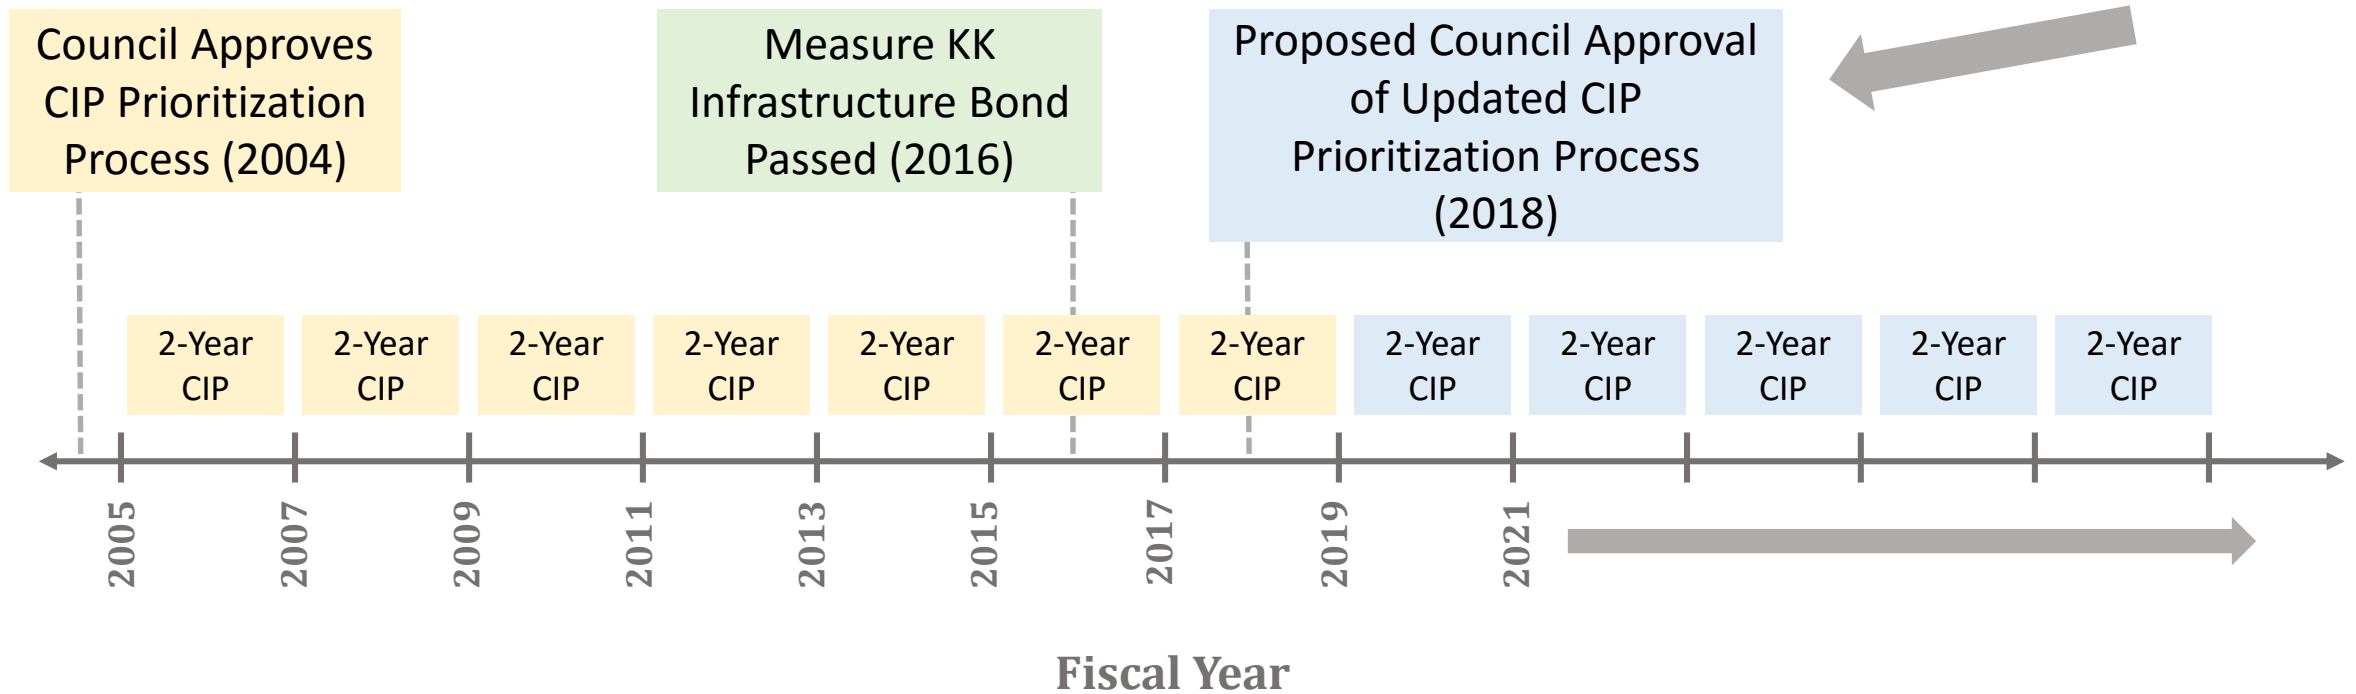 Council Approves
CIP Prioritization
Process (2004)
Measure KK
Infrastructure Bond
Passed (2016)
Proposed Council Approval
of Updated CIP
Prioritization Process
(2018)
2-Year
CIP
2-Year
CIP
2-Year
CIP
2-Year
CIP
2-Year
CIP
2-Year
CIP
2-Year
CIP
2-Year
CIP
2-Year
CIP
2-Year
CIP
2-Year
CIP
2-Year
CIP
2005
2007
2009
2011
2013
2015
2017
2019
2021
Fiscal Year